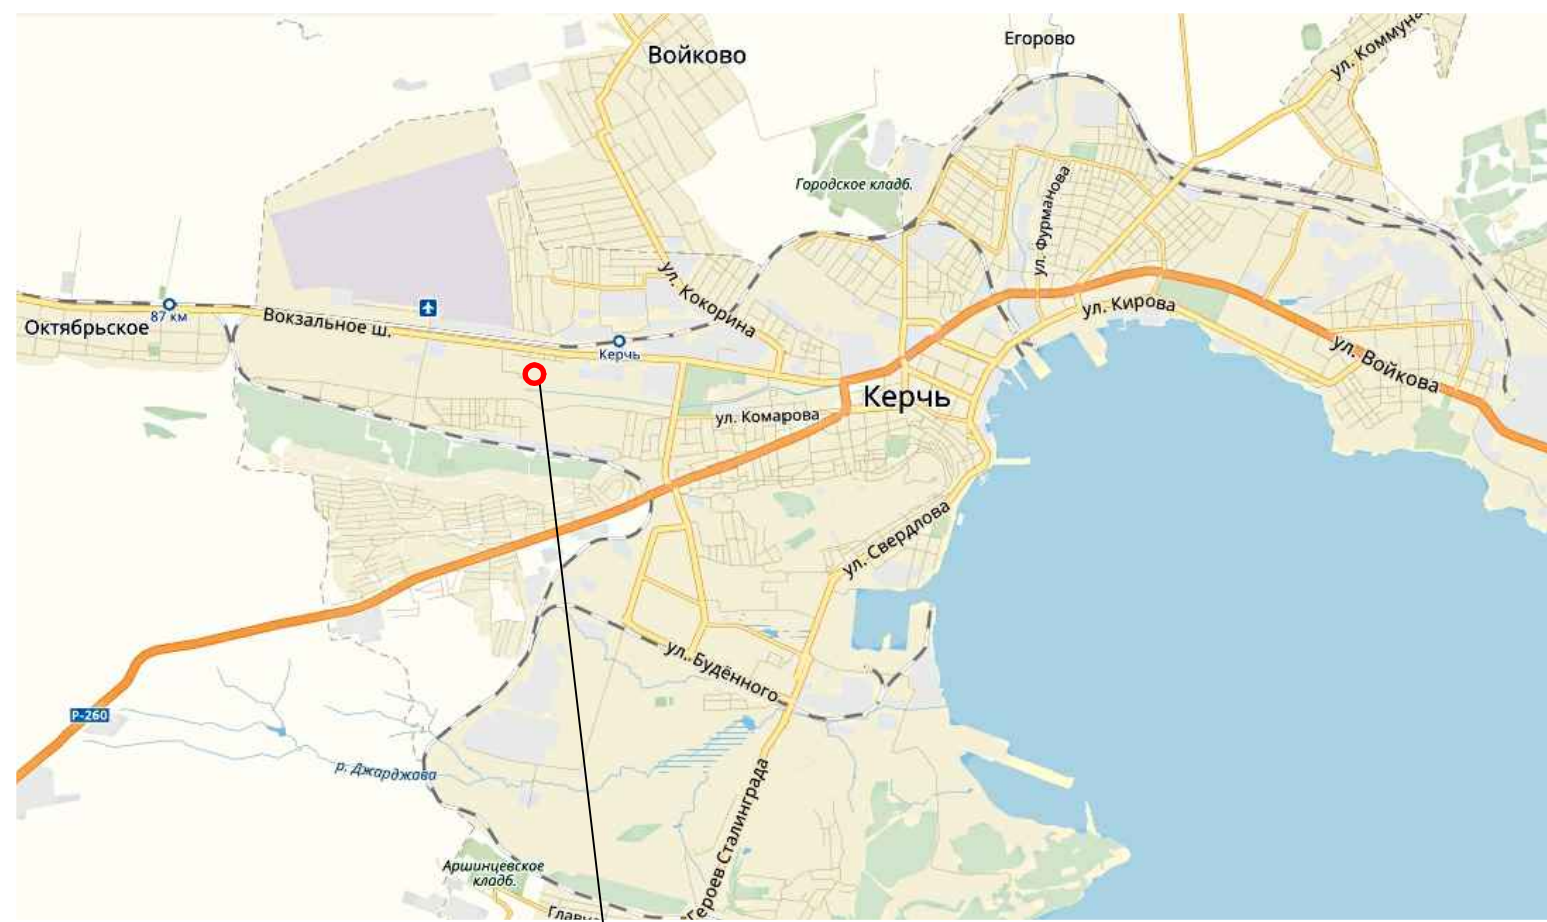 Егорово
ул. Коммуна
Войково
Городское кладб.
ул. Фурманова
ул. Кокорина
87 км
Октябрьское
Вокзальное ш.
Керчь
ул. Кирова
ул. Войкова
Керчь
ул. Комарова
ул. Свердлова
ул. Будённого
Р-260
р. Джарджава
Героев Сталинграда
Аршинцевское
кладб.